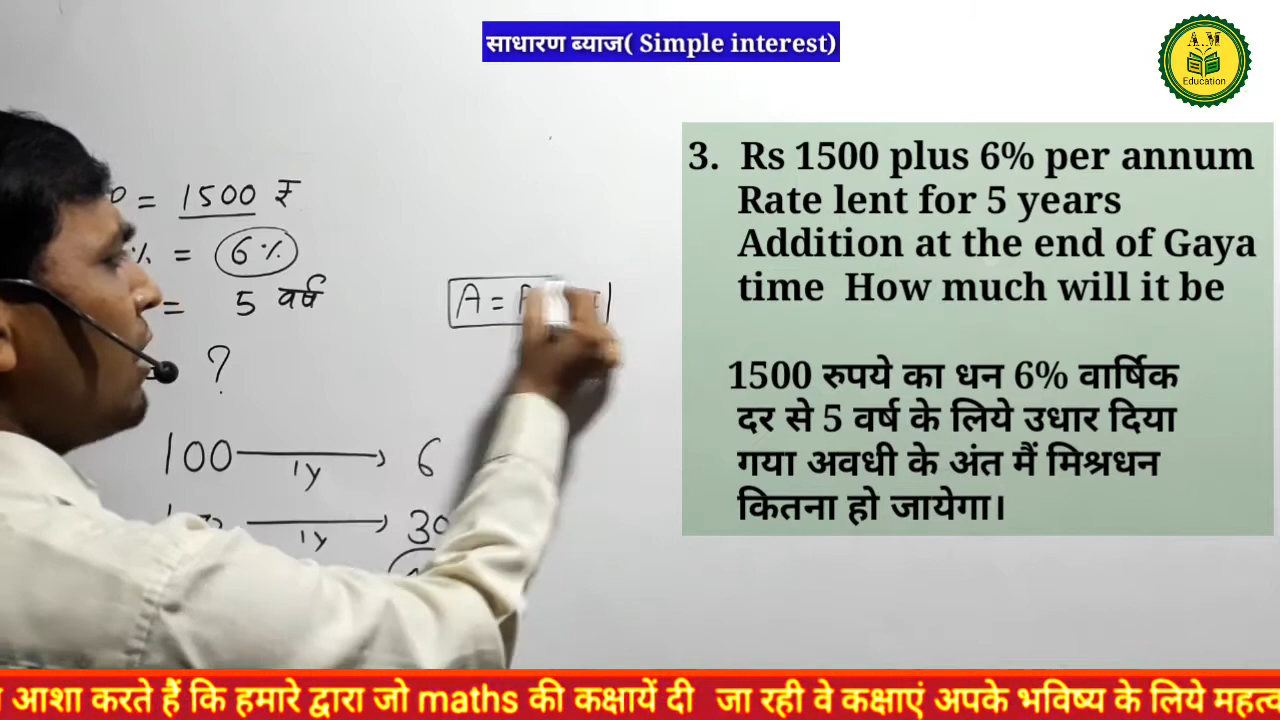 साधारण ब्याज( Simple interest)
A.M
Education
3. Rs 1500 plus 6% per annum
Rate lent for 5 years
Addition at the end of Gaya
time How much will it be
1500 रुपये का धन 6% वार्षिक
दर से 5 वर्ष के लिये उधार दिया
गया अवधी के अंत मैं मिश्रधन
कितना हो जायेगा।
= 1500 ₹
% = 6%
= 5 वर्ष
?
A =
100 → 6
1y
→ 30
1y
आशा करते हैं कि हमारे द्वारा जो maths की कक्षायें दी जा रही वे कक्षाएं अपके भविष्य के लिये